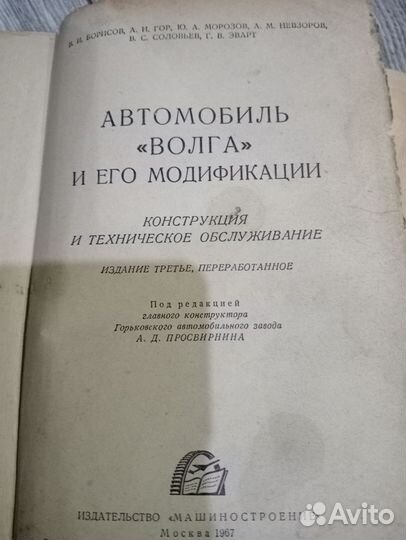 В. И. БОРИСОВ, А. И. ГОР, Ю. А. МОРОЗОВ, А. М. НЕВЗОРОВ,
В. С. СОЛОВЬЕВ, Г. В. ЭВАРТ
АВТОМОБИЛЬ
«ВОЛГА»
И ЕГО МОДИФИКАЦИИ
КОНСТРУКЦИЯ
И ТЕХНИЧЕСКОЕ ОБСЛУЖИВАНИЕ
ИЗДАНИЕ ТРЕТЬЕ, ПЕРЕРАБОТАННОЕ
Под редакцией
главного конструктора
Горьковского автомобильного завода
А. Д. ПРОСВИРНИНА
ИЗДАТЕЛЬСТВО «МАШИНОСТРОЕНИЕ»
Москва 1967
Avito